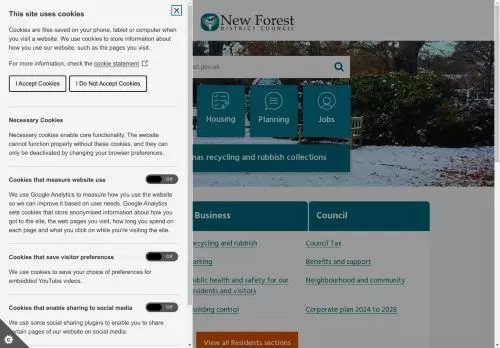 This site uses cookies
Cookies are files saved on your phone, tablet or computer when
you visit a website. We use cookies to store information about
how you use our website, such as the pages you visit.
For more information, check the cookie statement
I Accept Cookies
I Do Not Accept Cookies
Necessary Cookies
Necessary cookies enable core functionality. The website
cannot function properly without these cookies, and they can
only be deactivated by changing your browser preferences.
Cookies that measure website use
Off
We use Google Analytics to measure how you use the website
so we can improve it based on user needs. Google Analytics
sets cookies that store anonymised information about how you
got to the site, the web pages you visit, how long you spend on
each page and what you click on while you're visiting the site.
Cookies that save visitor preferences
Off
We use cookies to save your choice of preferences for
embedded YouTube videos.
Cookies that enable sharing to social media
Off
We use some social sharing plugins to enable you to share
certain pages of our website on social media.
New Forest
DISTRICT COUNCIL
est.gov.uk
Housing
Planning
Jobs
mas recycling and rubbish collections
Business
Council
ecycling and rubbish
Council Tax
arking
Benefits and support
ublic health and safety for our
esidents and visitors
Neighbourhood and community
uilding control
Corporate plan 2024 to 2028
View all Residents sections